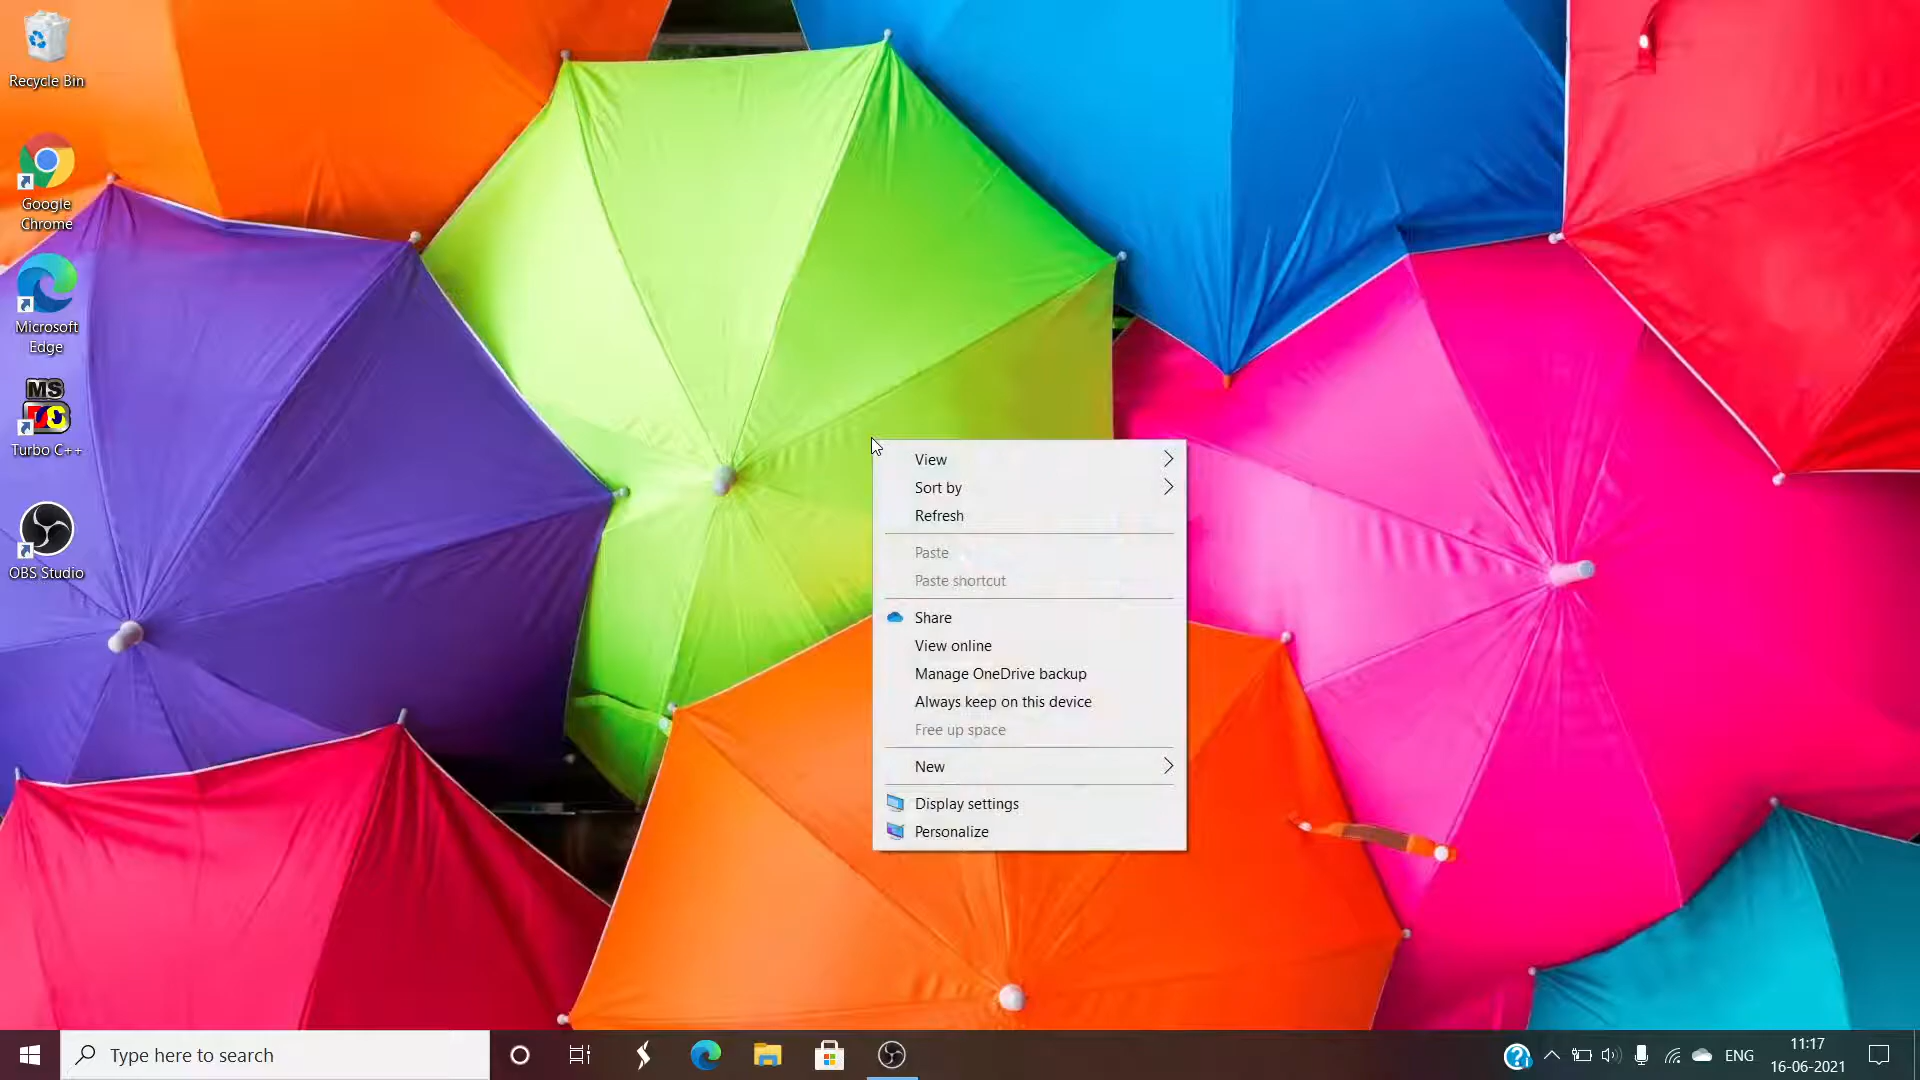 Recycle Bin
Google
Chrome
Microsoft
Edge
MS
DOS
Turbo C++
OBS Studio
View
Sort by
Refresh
Paste
Paste shortcut
Share
View online
Manage OneDrive backup
Always keep on this device
Free up space
New
Display settings
Personalize
Type here to search
ENG
11:17
16-06-2021